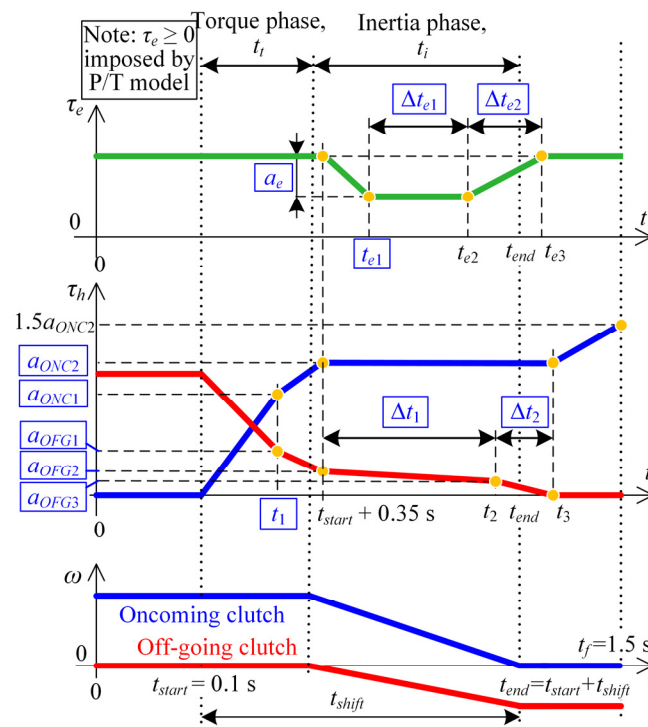 Note: τe ≥ 0
imposed by
P/T model
Torque phase,
tt
Inertia phase,
ti
τe
Δte1
Δte2
ae
0
0
te1
te2
tend
te3
t
τh
1.5aONC2
aONC2
aONC1
aOFG1
aOFG2
aOFG3
0
Δt1
Δt2
t1
tstart + 0.35 s
t2
tend
t3
t
ω
Oncoming clutch
Off-going clutch
0
0
tf=1.5 s
tstart = 0.1 s
tshift
tend=tstart+tshift